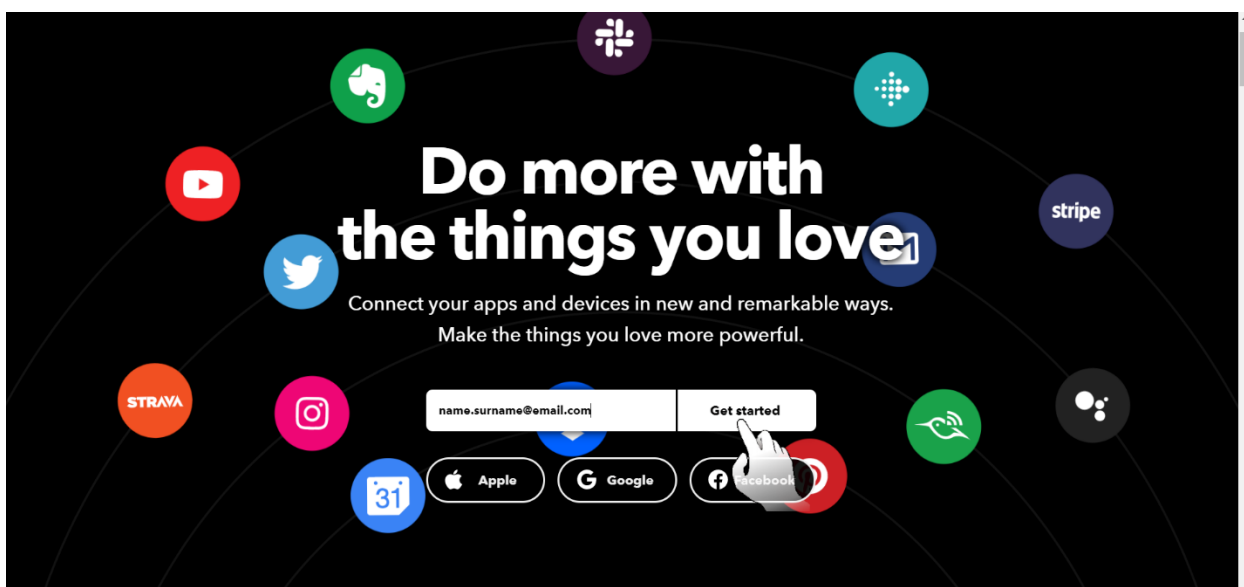 Do more with
the things you love
stripe
Connect your apps and devices in new and remarkable ways.
Make the things you love more powerful.
STRAVA
name.surname@email.com
Get started
31
Apple
Google
Facebook